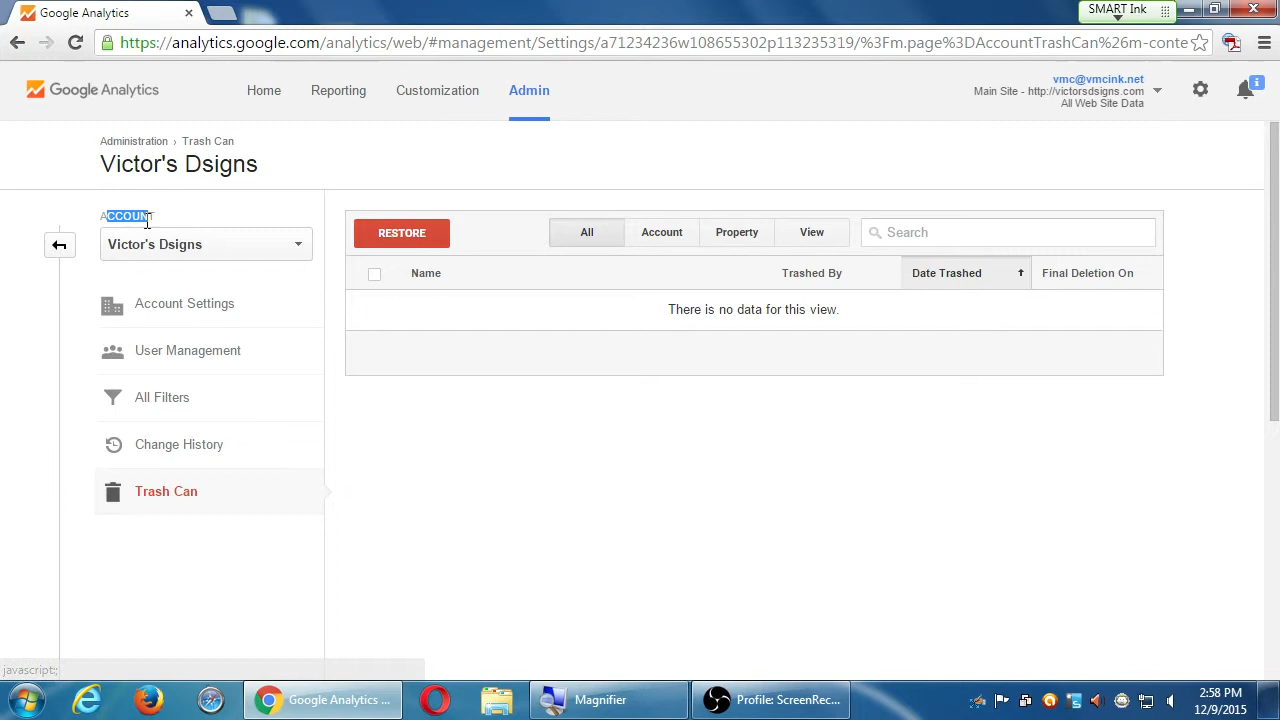 Google Analytics
SMART Ink
https://analytics.google.com/analytics/web/#management/Settings/a71234236w108655302p113235319/%3Fm.page%3DAccountTrashCan%26m-conte
Google Analytics
Home
Reporting
Customization
Admin
vmc@vmcink.net
Main Site - http://victorsdsigns.com
All Web Site Data
i
Administration › Trash Can
Victor's Dsigns
ACCOUNT
Victor's Dsigns
Account Settings
User Management
All Filters
Change History
Trash Can
RESTORE
All
Account
Property
View
Search
Name
Trashed By
Date Trashed
Final Deletion On
There is no data for this view.
javascript:;
Google Analytics ...
Magnifier
Profile: ScreenRec...
2:58 PM
12/9/2015